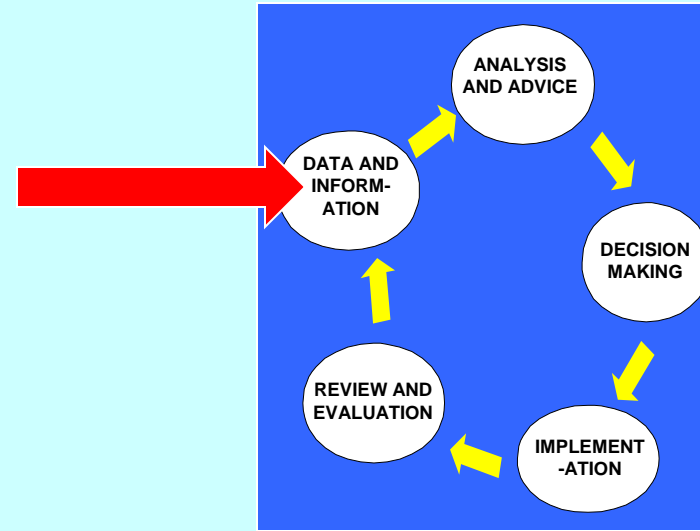 ANALYSIS
AND ADVICE
DATA AND
INFORM-
ATION
DECISION
MAKING
REVIEW AND
EVALUATION
IMPLEMENT
-ATION